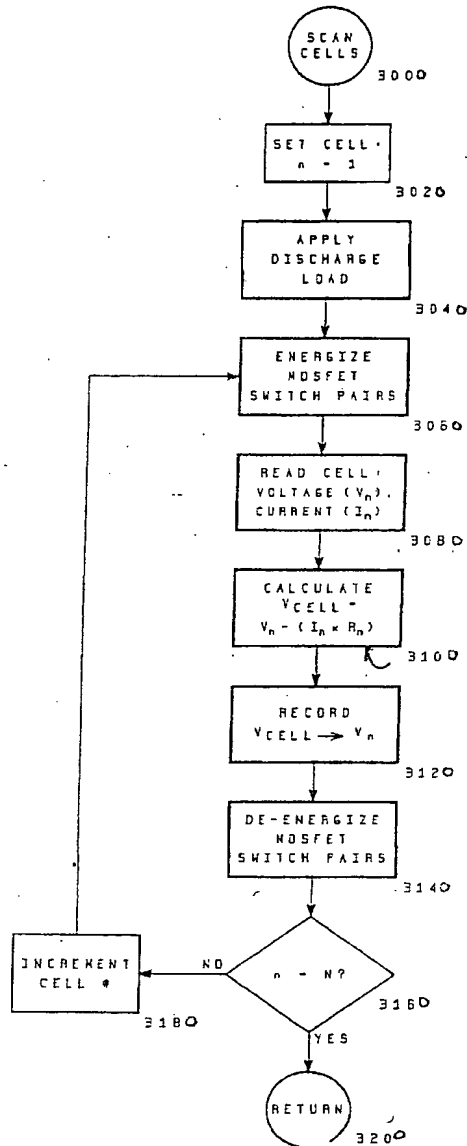 SCAN
CELLS
3000
SET CELL:
n = 1
3020
APPLY
DISCHARGE
LOAD
3040
ENERGIZE
MOSFET
SWITCH PAIRS
3060
READ CELL:
VOLTAGE (Vn),
CURRENT (In)
3080
CALCULATE
VCELL =
Vn - (In × Rn)
3100
RECORD
VCELL → Vn
3120
DE-ENERGIZE
MOSFET
SWITCH PAIRS
3140
n = N?
3160
NO
INCREMENT
CELL #
3180
YES
RETURN
3200